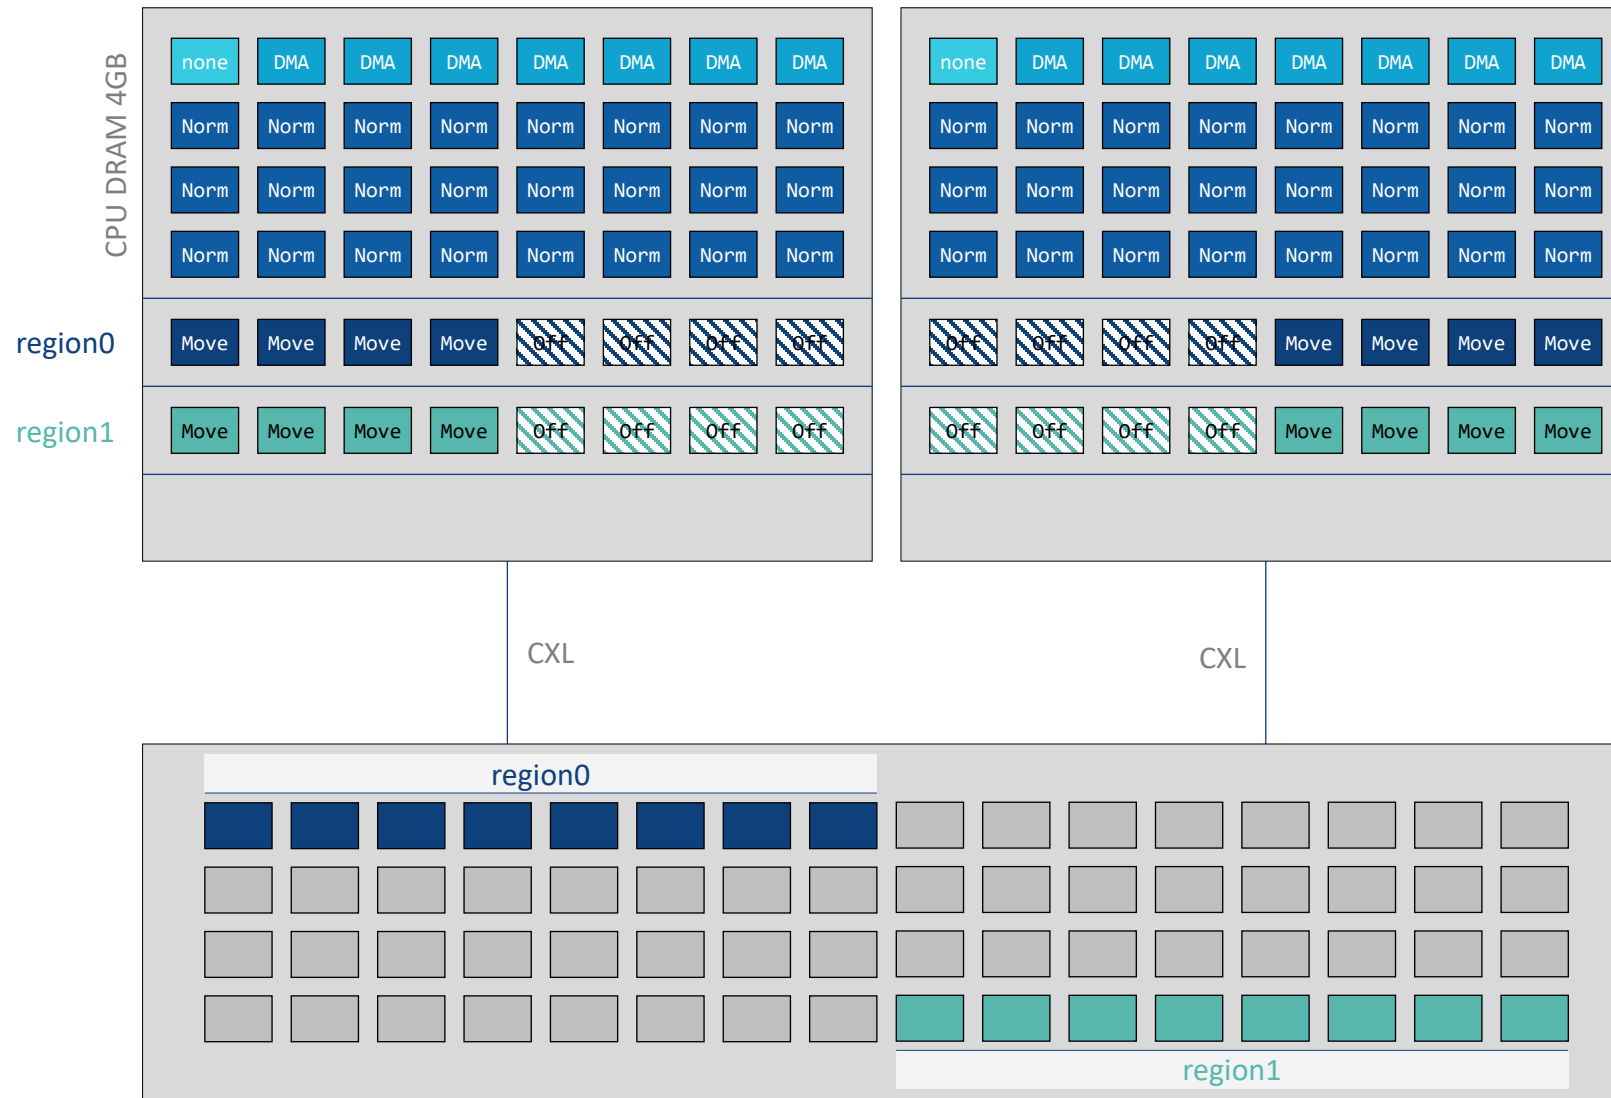 CPU DRAM 4GB
none DMA DMA DMA DMA DMA DMA DMA
Norm Norm Norm Norm Norm Norm Norm Norm
Norm Norm Norm Norm Norm Norm Norm Norm
Norm Norm Norm Norm Norm Norm Norm Norm
none DMA DMA DMA DMA DMA DMA DMA
Norm Norm Norm Norm Norm Norm Norm Norm
Norm Norm Norm Norm Norm Norm Norm Norm
Norm Norm Norm Norm Norm Norm Norm Norm
region0
Move Move Move Move Off Off Off Off
Off Off Off Off Move Move Move Move
region1
Move Move Move Move Off Off Off Off
Off Off Off Off Move Move Move Move
CXL
CXL
region0
region1